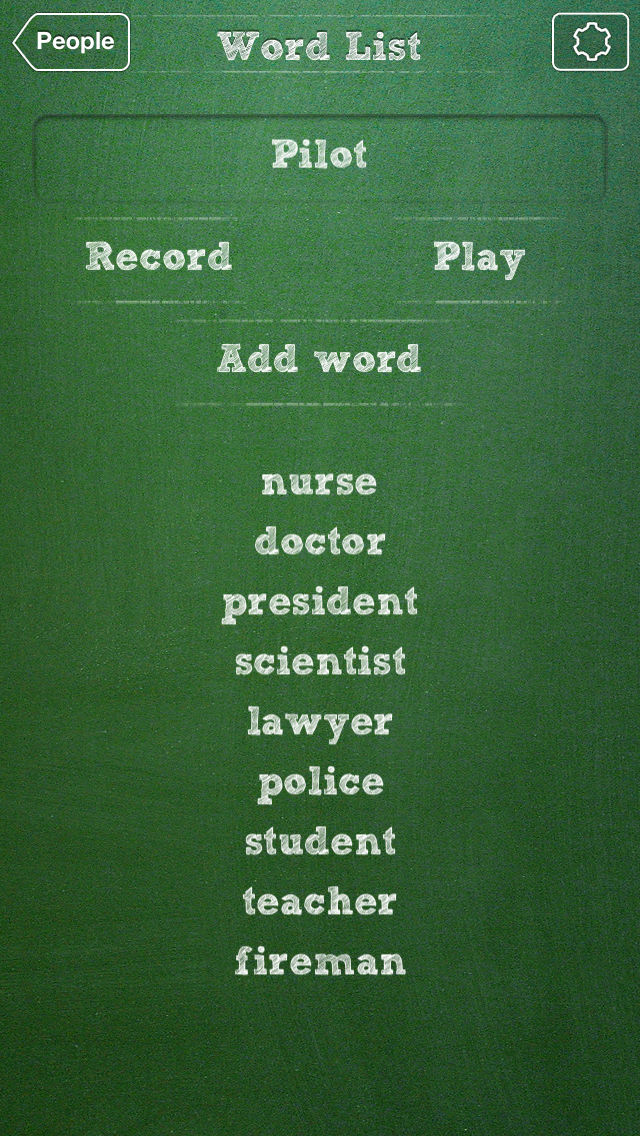 People
Word List
Pilot
Record Play
Add word
nurse
doctor
president
scientist
lawyer
police
student
teacher
fireman